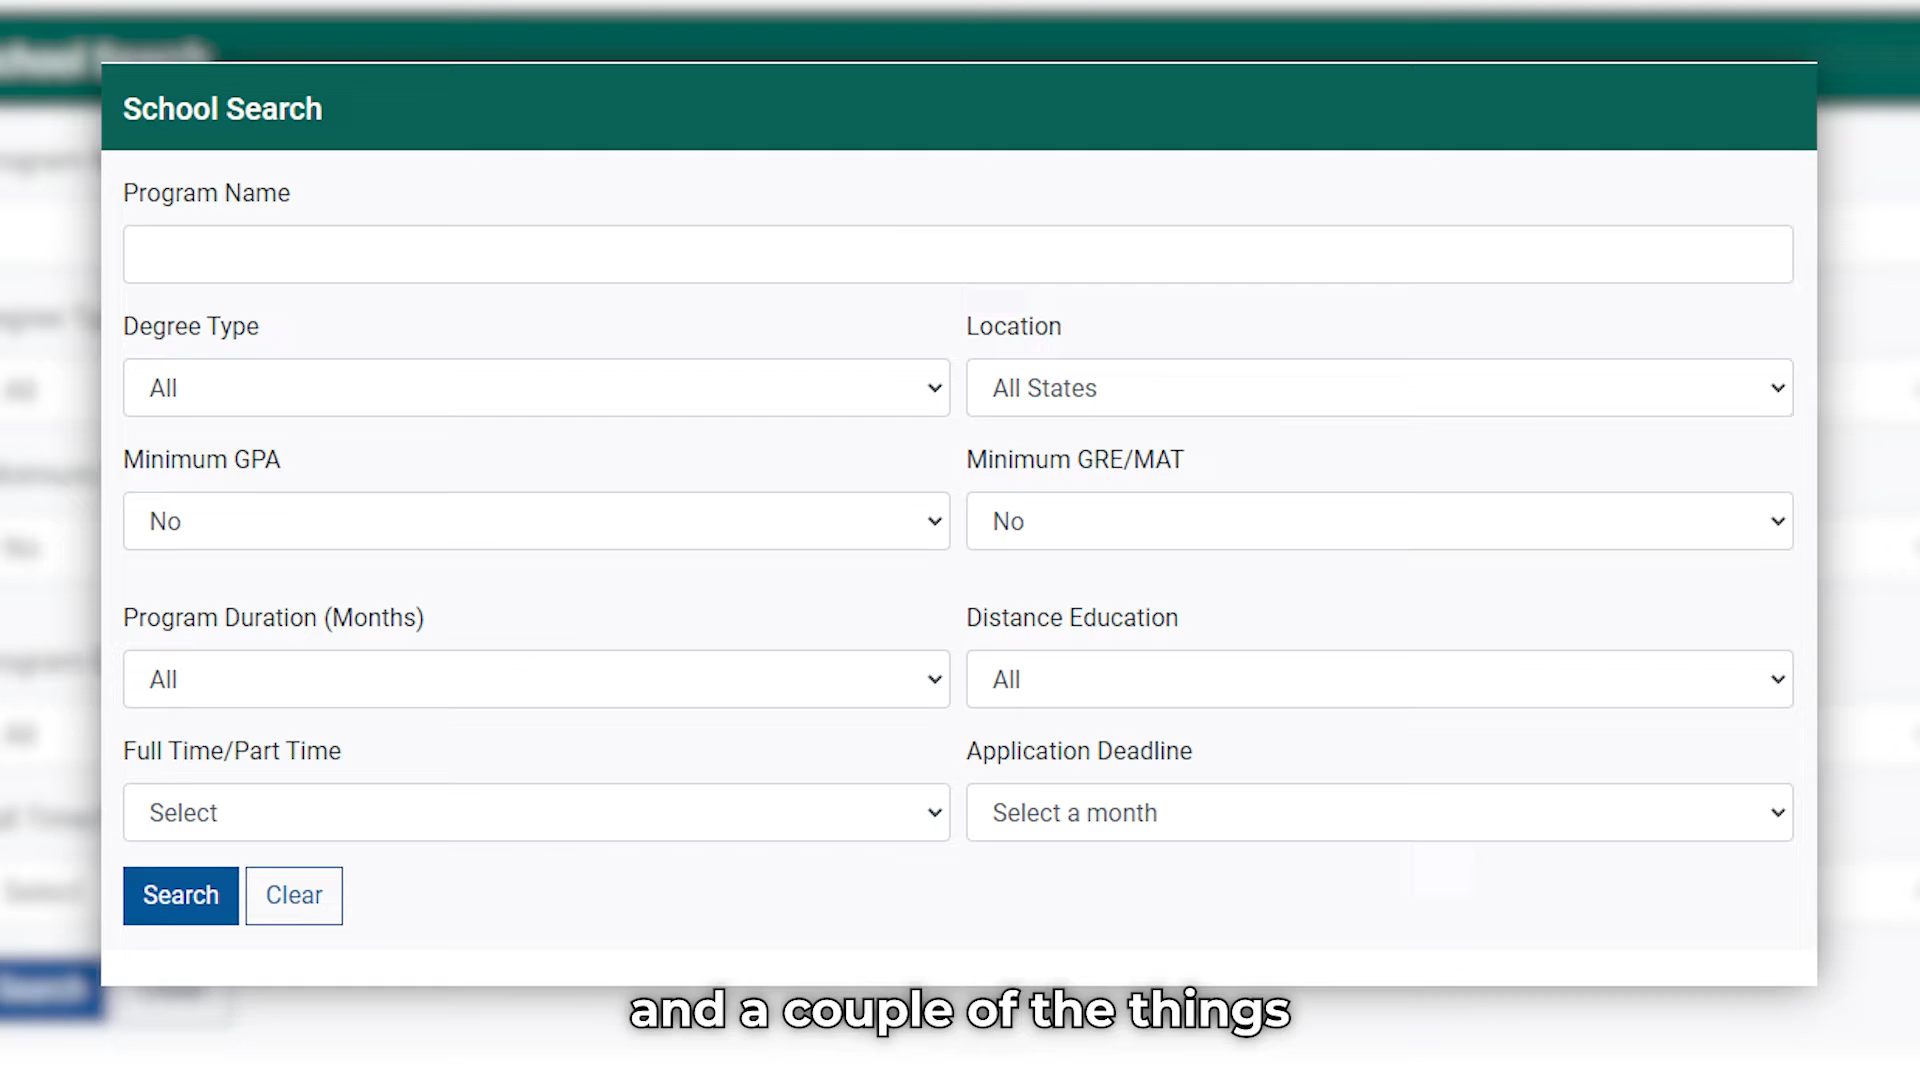 School Search
Program Name
Degree Type
Location
All
All States
Minimum GPA
Minimum GRE/MAT
No
No
Program Duration (Months)
Distance Education
All
All
Full Time/Part Time
Application Deadline
Select
Select a month
Search
Clear
and a couple of the things